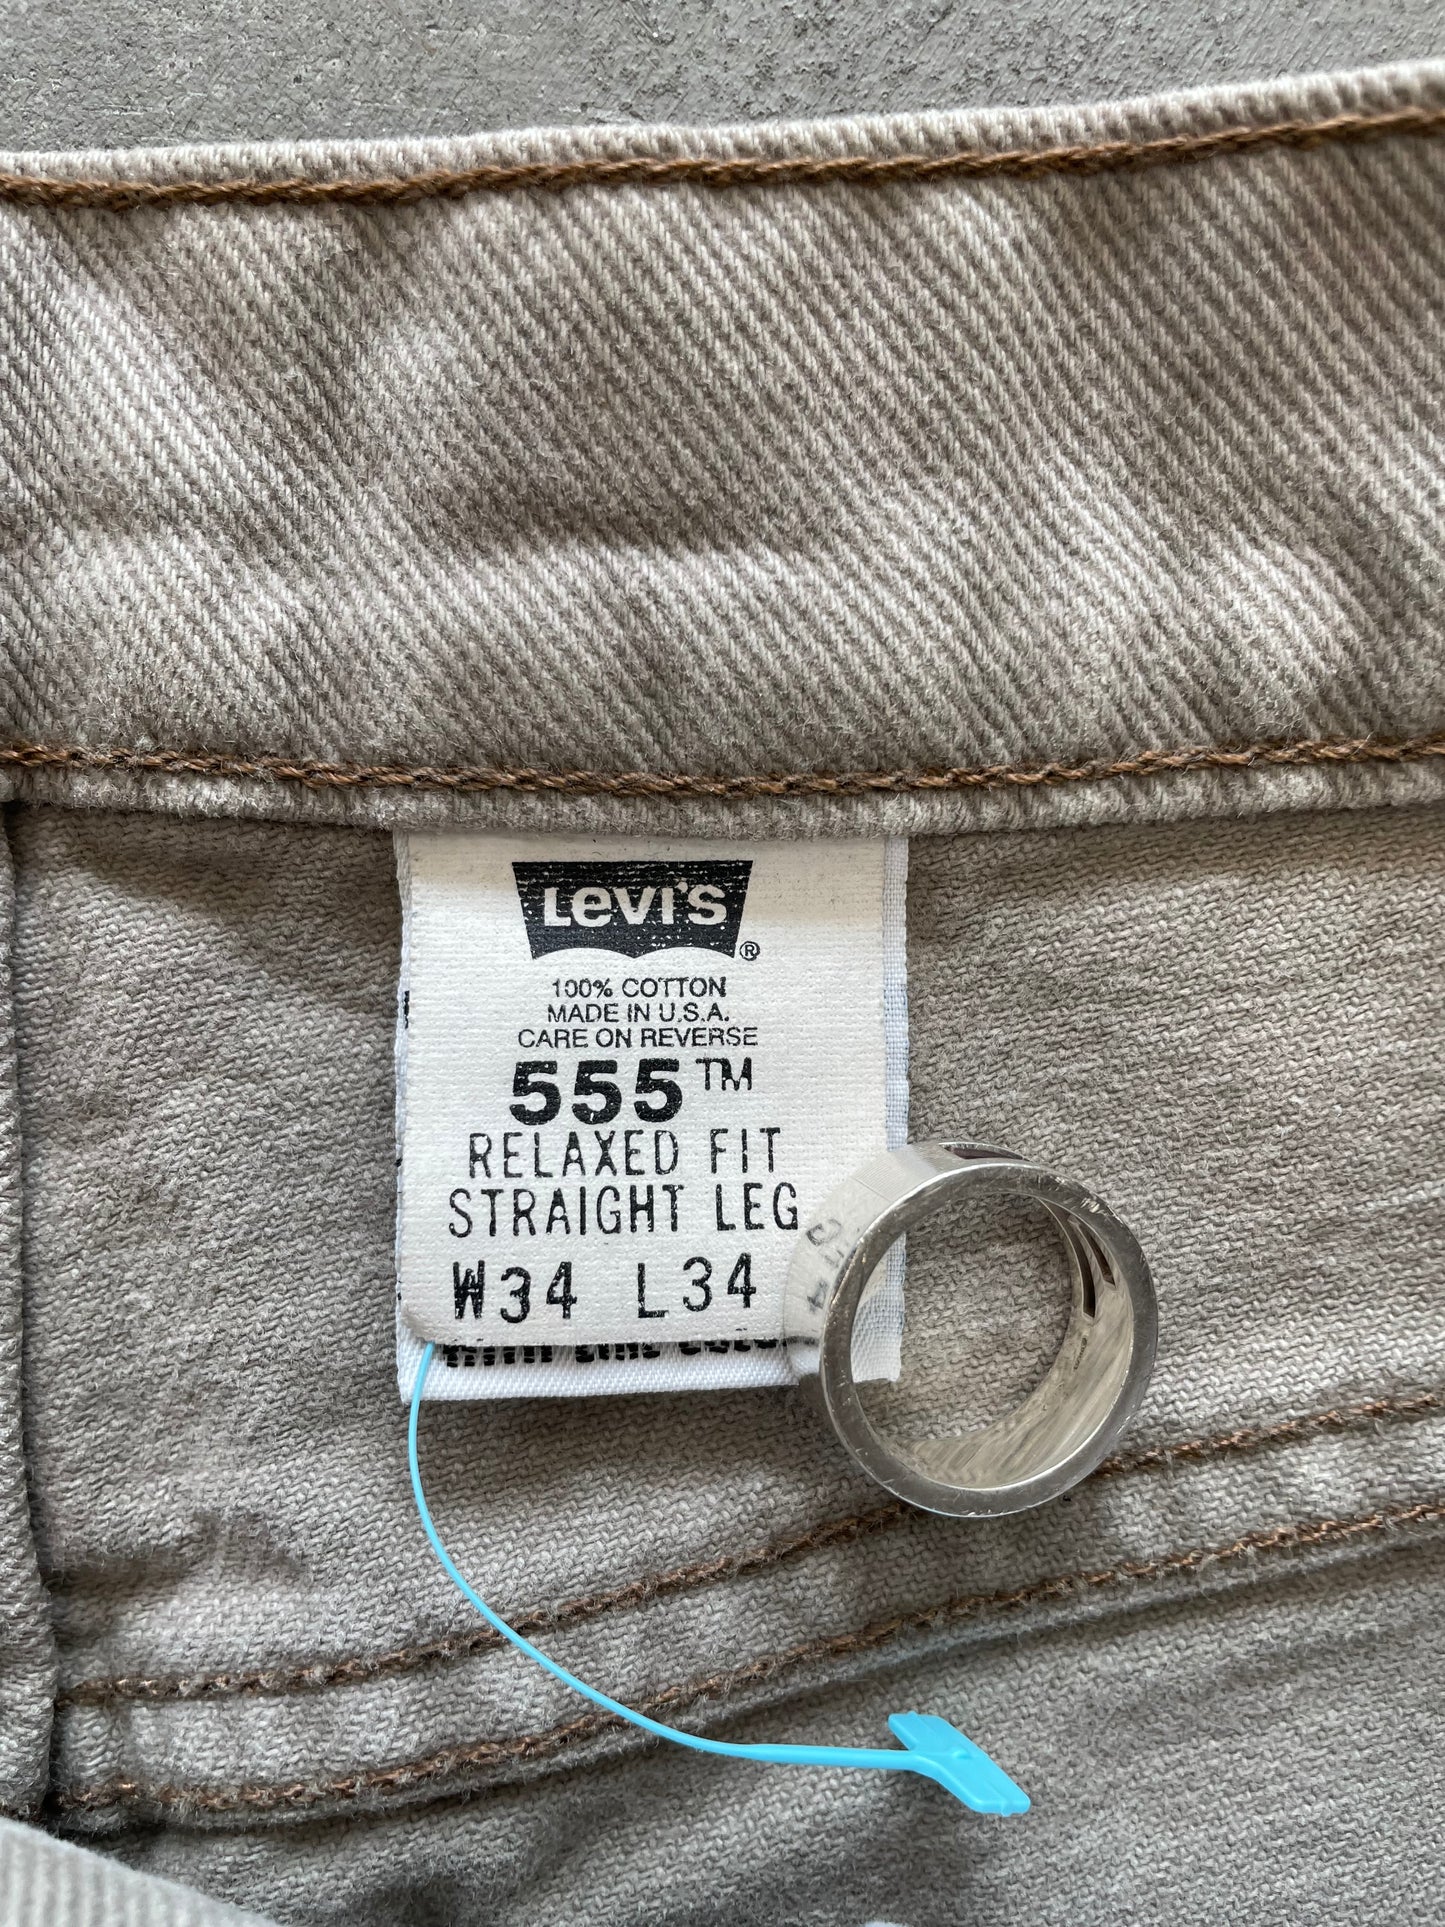 Levi's®
100% COTTON
MADE IN U.S.A.
CARE ON REVERSE
555™
RELAXED FIT
STRAIGHT LEG
W34 L34